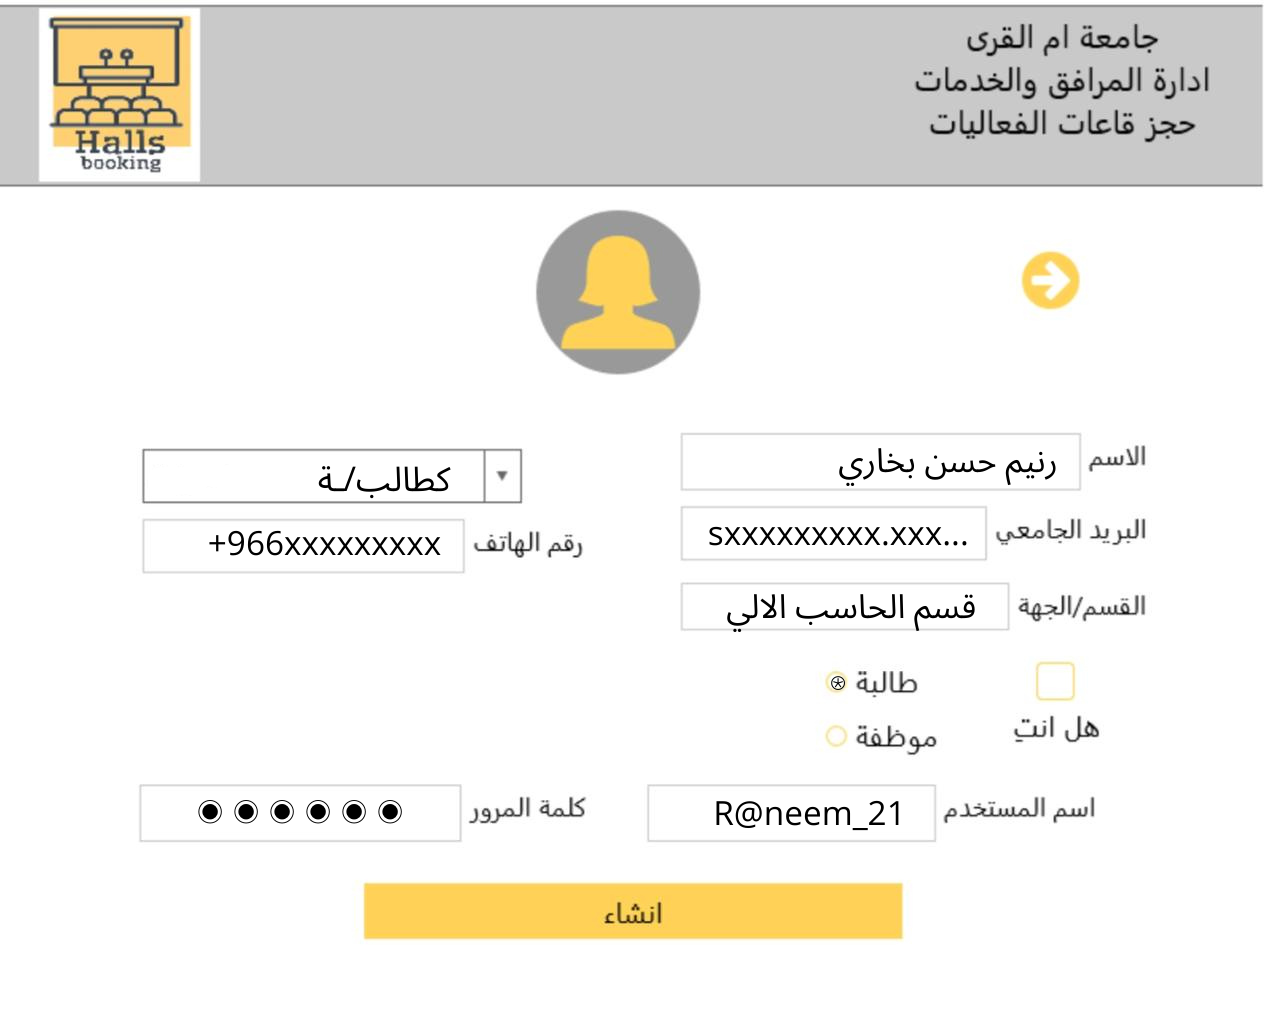 جامعة ام القرى
ادارة المرافق والخدمات
حجز قاعات الفعاليات
Halls
booking
الاسم رنيم حسن بخاري
كطالب/ـة
البريد الجامعي sxxxxxxxxxx.xxx...
رقم الهاتف +966xxxxxxxxx
القسم/الجهة قسم الحاسب الالي
هل انتِ
طالبة
موظفة
اسم المستخدم R@neem_21
كلمة المرور
انشاء